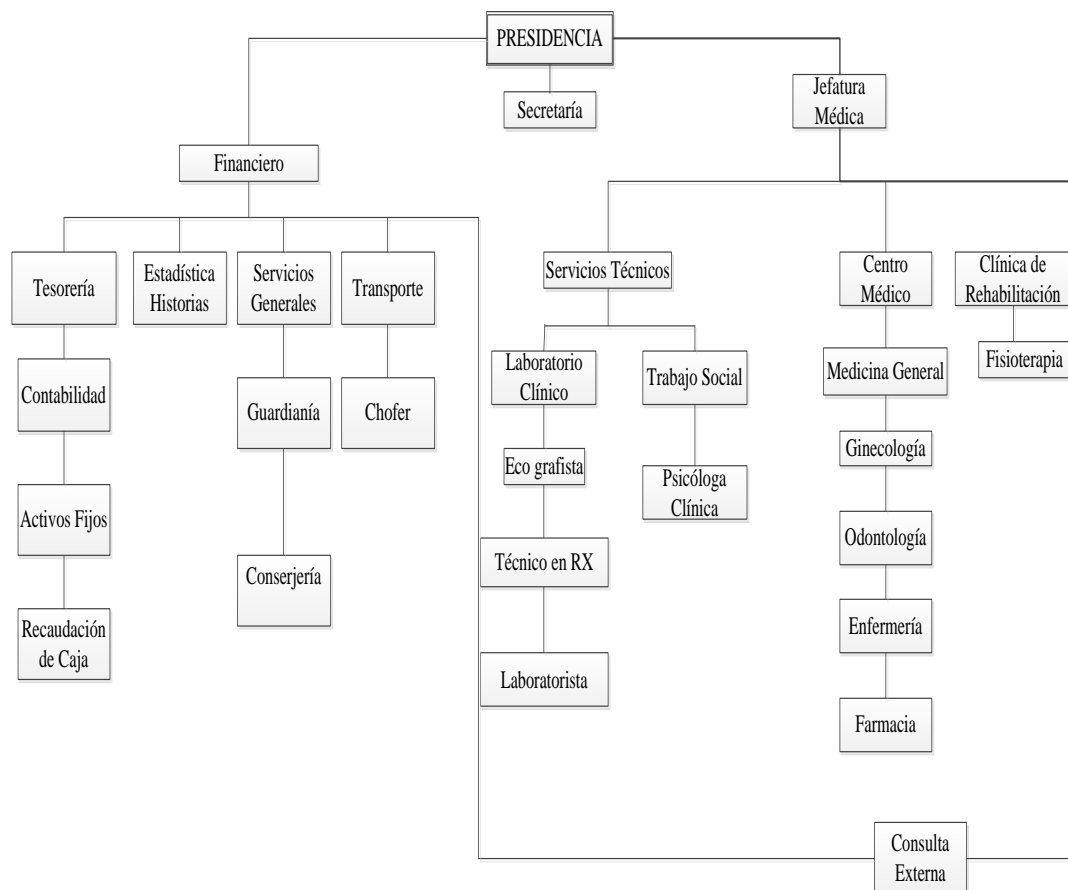 PRESIDENCIA
Secretaría
Jefatura
Médica
Financiero
Tesorería
Estadística
Historias
Servicios
Generales
Transporte
Contabilidad
Guardianía
Chofer
Activos Fijos
Conserjería
Recaudación
de Caja
Servicios Técnicos
Laboratorio
Clínico
Trabajo Social
Eco grafista
Psicóloga
Clínica
Técnico en RX
Laboratorista
Centro
Médico
Medicina General
Ginecología
Odontología
Enfermería
Farmacia
Clínica de
Rehabilitación
Fisioterapia
Consulta
Externa